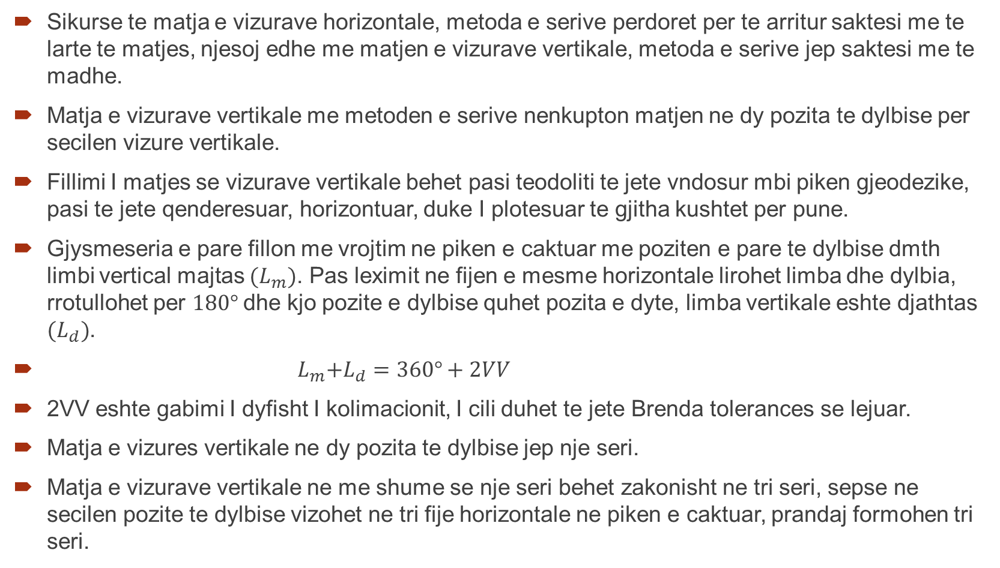 Sikurse te matja e vizurave horizontale, metoda e serive perdoret per te arritur saktesi me te
larte te matjes, njesoj edhe me matjen e vizurave vertikale, metoda e serive jep saktesi me te
madhe.
Matja e vizurave vertikale me metoden e serive nenkupton matjen ne dy pozita te dylbise per
secilen vizure vertikale.
Fillimi I matjes se vizurave vertikale behet pasi teodoliti te jete vndosur mbi piken gjeodezike,
pasi te jete qenderesuar, horizontuar, duke I plotesuar te gjitha kushtet per pune.
Gjysmeseria e pare fillon me vrojtim ne piken e caktuar me poziten e pare te dylbise dmth
limbi vertical majtas (L_m). Pas leximit ne fijen e mesme horizontale lirohet limba dhe dylbia,
rrotullohet per 180° dhe kjo pozite e dylbise quhet pozita e dyte, limba vertikale eshte djathtas
(L_d).
L_m+L_d = 360° + 2VV
2VV eshte gabimi I dyfisht I kolimacionit, I cili duhet te jete Brenda tolerances se lejuar.
Matja e vizures vertikale ne dy pozita te dylbise jep nje seri.
Matja e vizurave vertikale ne me shume se nje seri behet zakonisht ne tri seri, sepse ne
secilen pozite te dylbise vizohet ne tri fije horizontale ne piken e caktuar, prandaj formohen tri
seri.